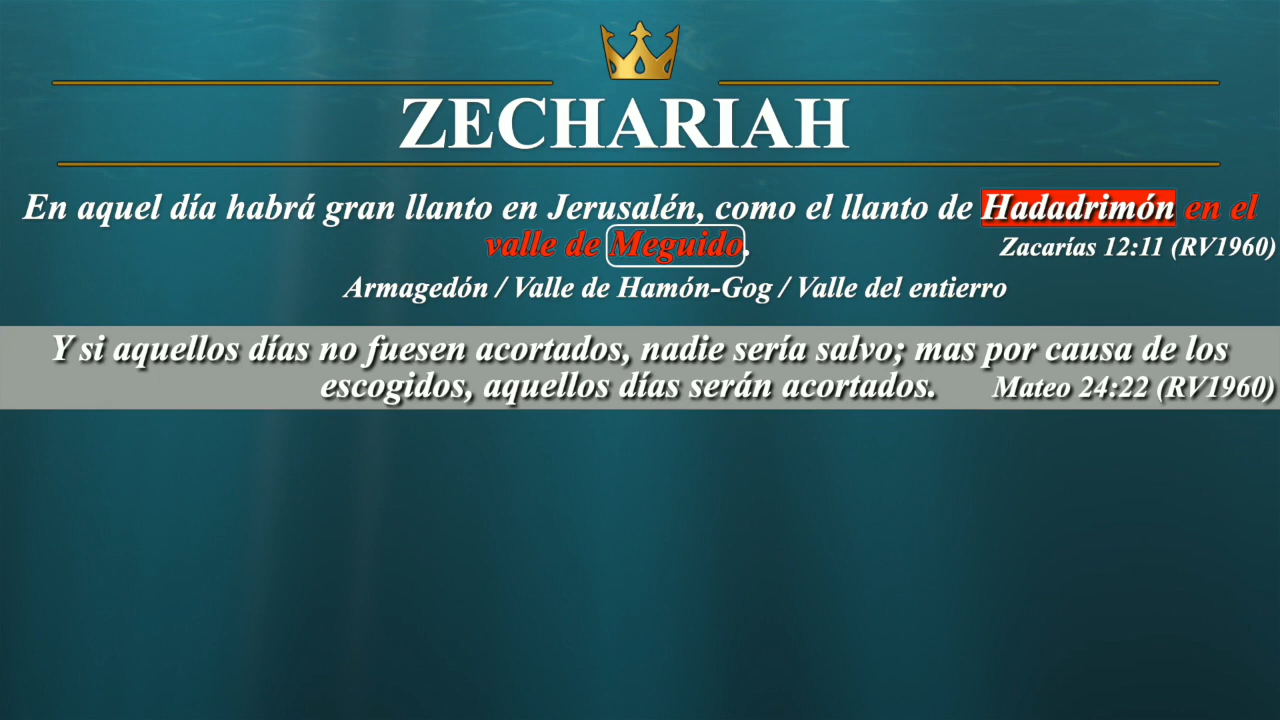 ZECHARIAH
En aquel día habrá gran llanto en Jerusalén, como el llanto de Hadadrimón en el
valle de Meguido. Zacarías 12:11 (RV1960)
Armagedón / Valle de Hamón-Gog / Valle del entierro
Y si aquellos días no fuesen acortados, nadie sería salvo; mas por causa de los
escogidos, aquellos días serán acortados. Mateo 24:22 (RV1960)